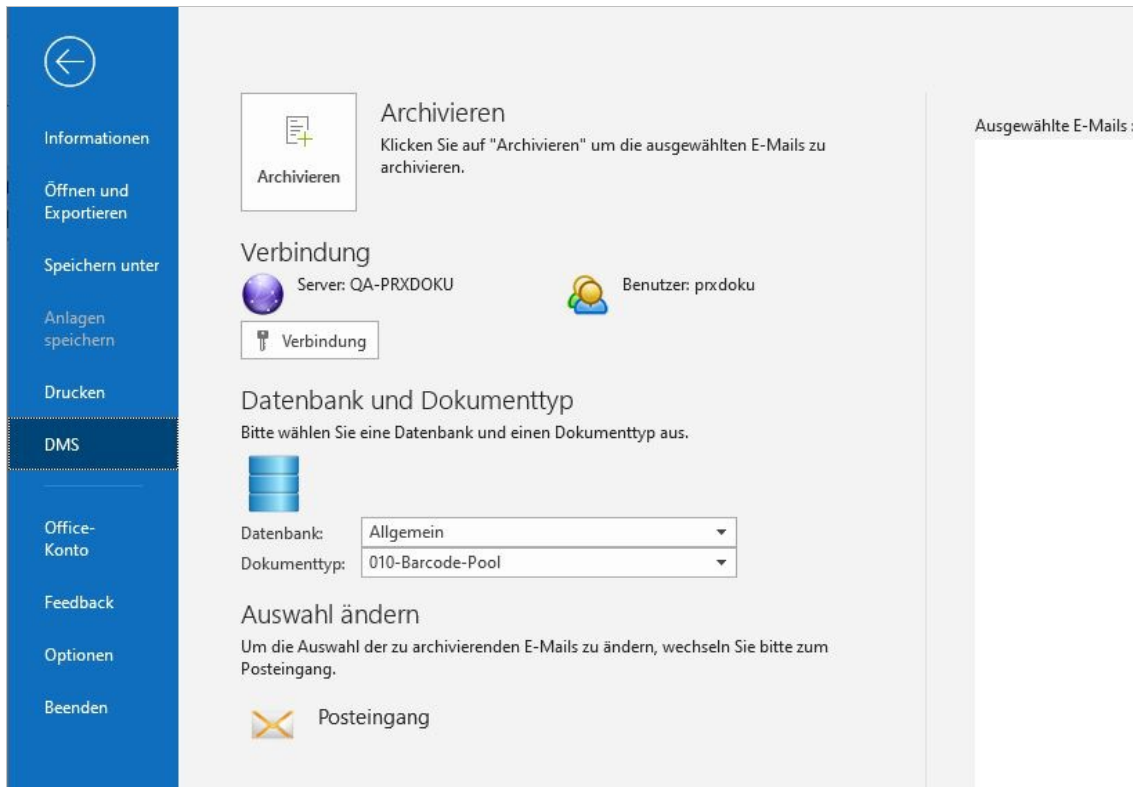 Informationen
Öffnen und
Exportieren
Speichern unter
Anlagen
speichern
Drucken
DMS
Office-
Konto
Feedback
Optionen
Beenden
Archivieren
Archivieren
Klicken Sie auf "Archivieren" um die ausgewählten E-Mails zu
archivieren.
Verbindung
Server: QA-PRXDOKU
Benutzer: prxdoku
Verbindung
Datenbank und Dokumenttyp
Bitte wählen Sie eine Datenbank und einen Dokumenttyp aus.
Datenbank: Allgemein
Dokumenttyp: 010-Barcode-Pool
Auswahl ändern
Um die Auswahl der zu archivierenden E-Mails zu ändern, wechseln Sie bitte zum
Posteingang.
Posteingang
Ausgewählte E-Mails :